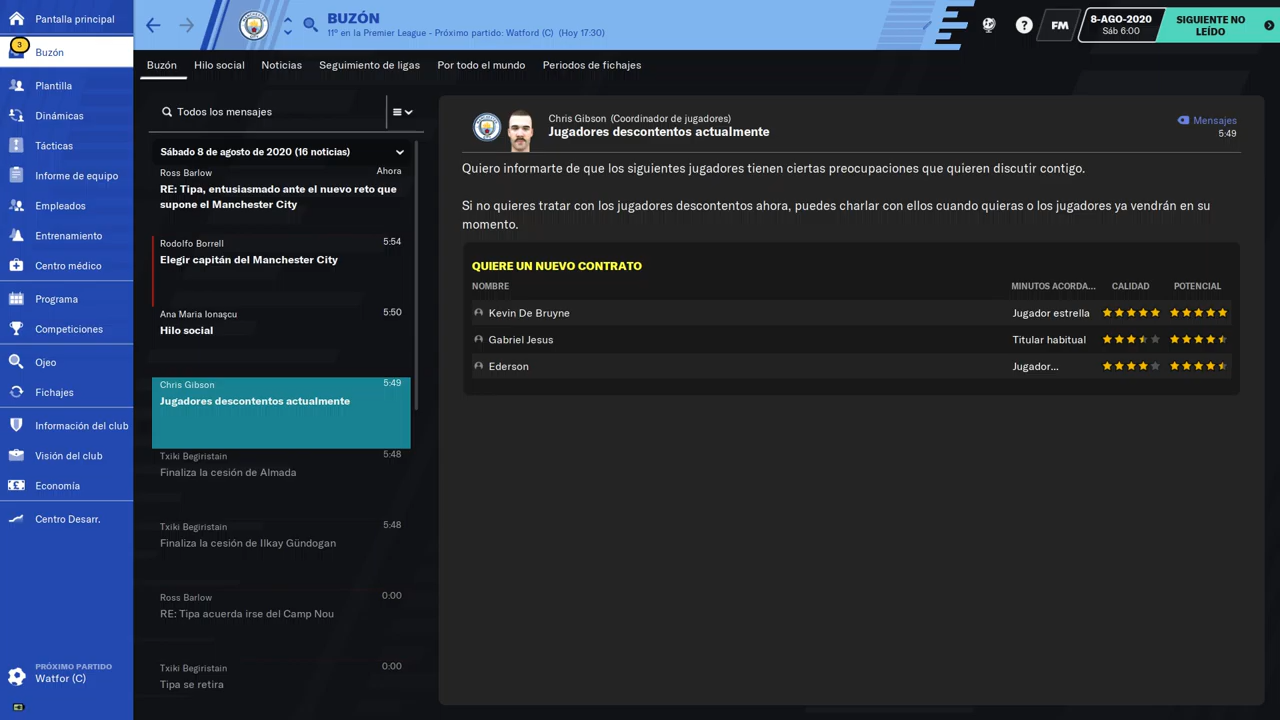 Pantalla principal
3
Buzón
Plantilla
Dinámicas
Tácticas
Informe de equipo
Empleados
Entrenamiento
Centro médico
Programa
Competiciones
Ojeo
Fichajes
Información del club
Visión del club
Economía
Centro Desarr.
PRÓXIMO PARTIDO
Watfor (C)
BUZÓN
11º en la Premier League - Próximo partido: Watford (C) (Hoy 17:30)
?
FM
8-AGO-2020
Sáb 6:00
SIGUIENTE NO
LEÍDO
Buzón Hilo social Noticias Seguimiento de ligas Por todo el mundo Periodos de fichajes
Todos los mensajes
Sábado 8 de agosto de 2020 (16 noticias)
Ross Barlow Ahora
RE: Tipa, entusiasmado ante el nuevo reto que
supone el Manchester City
Rodolfo Borrell 5:54
Elegir capitán del Manchester City
Ana Maria Ionașcu 5:50
Hilo social
Chris Gibson 5:49
Jugadores descontentos actualmente
Txiki Begiristain 5:48
Finaliza la cesión de Almada
Txiki Begiristain 5:48
Finaliza la cesión de Ilkay Gündogan
Ross Barlow 0:00
RE: Tipa acuerda irse del Camp Nou
Txiki Begiristain 0:00
Tipa se retira
Chris Gibson (Coordinador de jugadores)
Jugadores descontentos actualmente
Mensajes
5:49
Quiero informarte de que los siguientes jugadores tienen ciertas preocupaciones que quieren discutir contigo.
Si no quieres tratar con los jugadores descontentos ahora, puedes charlar con ellos cuando quieras o los jugadores ya vendrán en su
momento.
QUIERE UN NUEVO CONTRATO
NOMBRE MINUTOS ACORDA... CALIDAD POTENCIAL
Kevin De Bruyne Jugador estrella
Gabriel Jesus Titular habitual
Ederson Jugador...